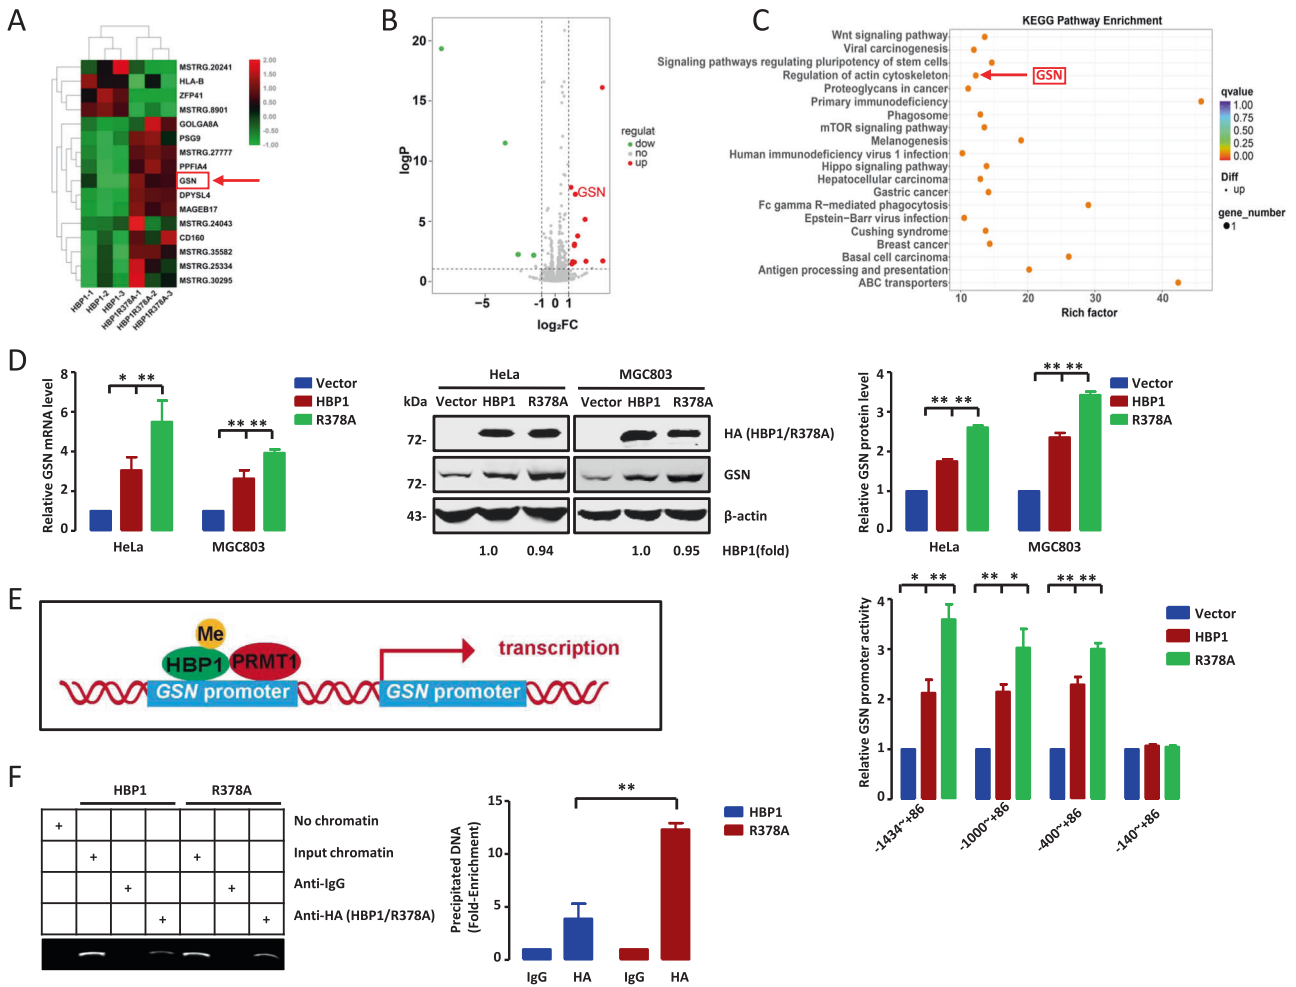 A
MSTRG.20241
HLA-B
ZFP41
MSTRG.8901
GOLGA8A
PSG9
MSTRG.27777
PPFIA4
GSN
DPYSL4
MAGEB17
MSTRG.24043
CD160
MSTRG.35582
MSTRG.25334
MSTRG.30295
2.00
1.50
1.00
0.50
0.00
-0.50
-1.00
HBP1-1
HBP1-2
HBP1-3
HBP1R378A-1
HBP1R378A-2
HBP1R378A-3
B
logP
20
15
10
5
0
-5
-1 0 1
log₂FC
GSN
regulat
dow
no
up
C
KEGG Pathway Enrichment
Wnt signaling pathway
Viral carcinogenesis
Signaling pathways regulating pluripotency of stem cells
Regulation of actin cytoskeleton
Proteoglycans in cancer
Primary immunodeficiency
Phagosome
mTOR signaling pathway
Melanogenesis
Human immunodeficiency virus 1 infection
Hippo signaling pathway
Hepatocellular carcinoma
Gastric cancer
Fc gamma R-mediated phagocytosis
Epstein-Barr virus infection
Cushing syndrome
Breast cancer
Basal cell carcinoma
Antigen processing and presentation
ABC transporters
GSN
10 20 30 40
Rich factor
qvalue
1.00
0.75
0.50
0.25
0.00
Diff
up
gene_number
1
D
Relative GSN mRNA level
8
6
4
2
0
* **
** **
HeLa MGC803
Vector
HBP1
R378A
HeLa MGC803
kDa Vector HBP1 R378A Vector HBP1 R378A
72- HA (HBP1/R378A)
72- GSN
43- β-actin
1.0 0.94 1.0 0.95 HBP1(fold)
Relative GSN protein level
4
3
2
1
0
** **
** **
HeLa MGC803
Vector
HBP1
R378A
E
Me
HBP1 PRMT1
GSN promoter
GSN promoter
transcription
Relative GSN promoter activity
4
3
2
1
0
* ** ** * ** **
-1434~+86
-1000~+86
-400~+86
-140~+86
Vector
HBP1
R378A
F
HBP1 R378A
+ No chromatin
+ + Input chromatin
+ + Anti-IgG
+ + Anti-HA (HBP1/R378A)
Precipitated DNA
(Fold-Enrichment)
15
10
5
0
**
IgG HA IgG HA
HBP1
R378A